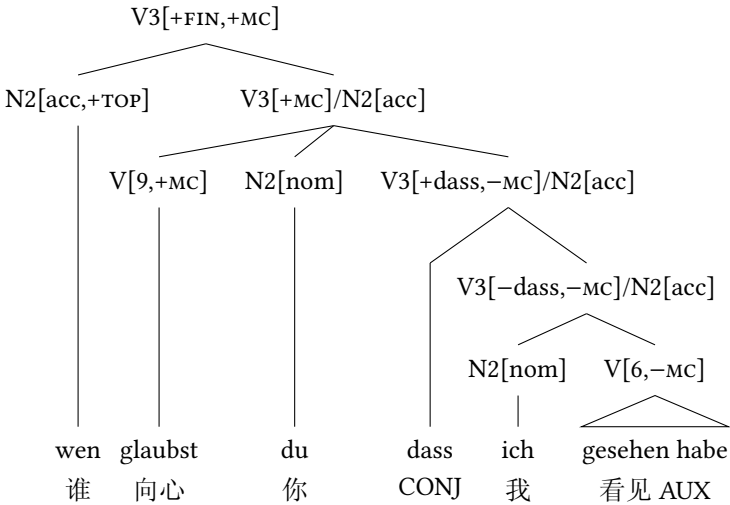 V3[+FIN,+MC]
N2[acc,+TOP] V3[+MC]/N2[acc]
V[9,+MC] N2[nom] V3[+dass,−MC]/N2[acc]
V3[−dass,−MC]/N2[acc]
N2[nom] V[6,−MC]
wen glaubst du dass ich gesehen habe
谁 向心 你 CONJ 我 看见 AUX